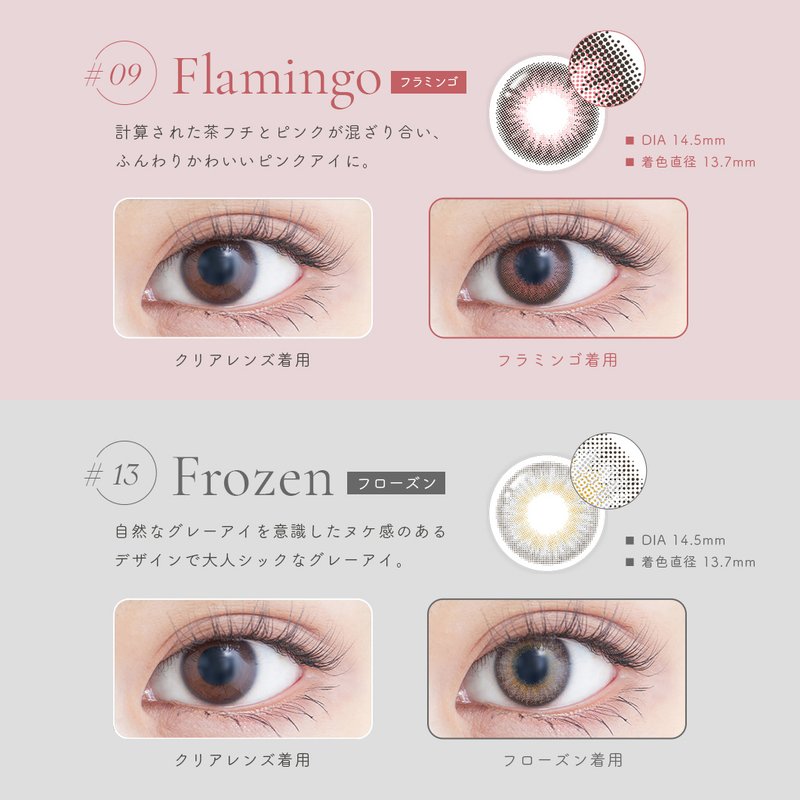 #09 Flamingo フラミンゴ
計算された茶フチとピンクが混ざり合い、
ふんわりかわいいピンクアイに。
■ DIA 14.5mm
■ 着色直径 13.7mm
クリアレンズ着用
フラミンゴ着用
#13 Frozen フローズン
自然なグレーアイを意識したヌケ感のある
デザインで大人シックなグレーアイ。
■ DIA 14.5mm
■ 着色直径 13.7mm
クリアレンズ着用
フローズン着用